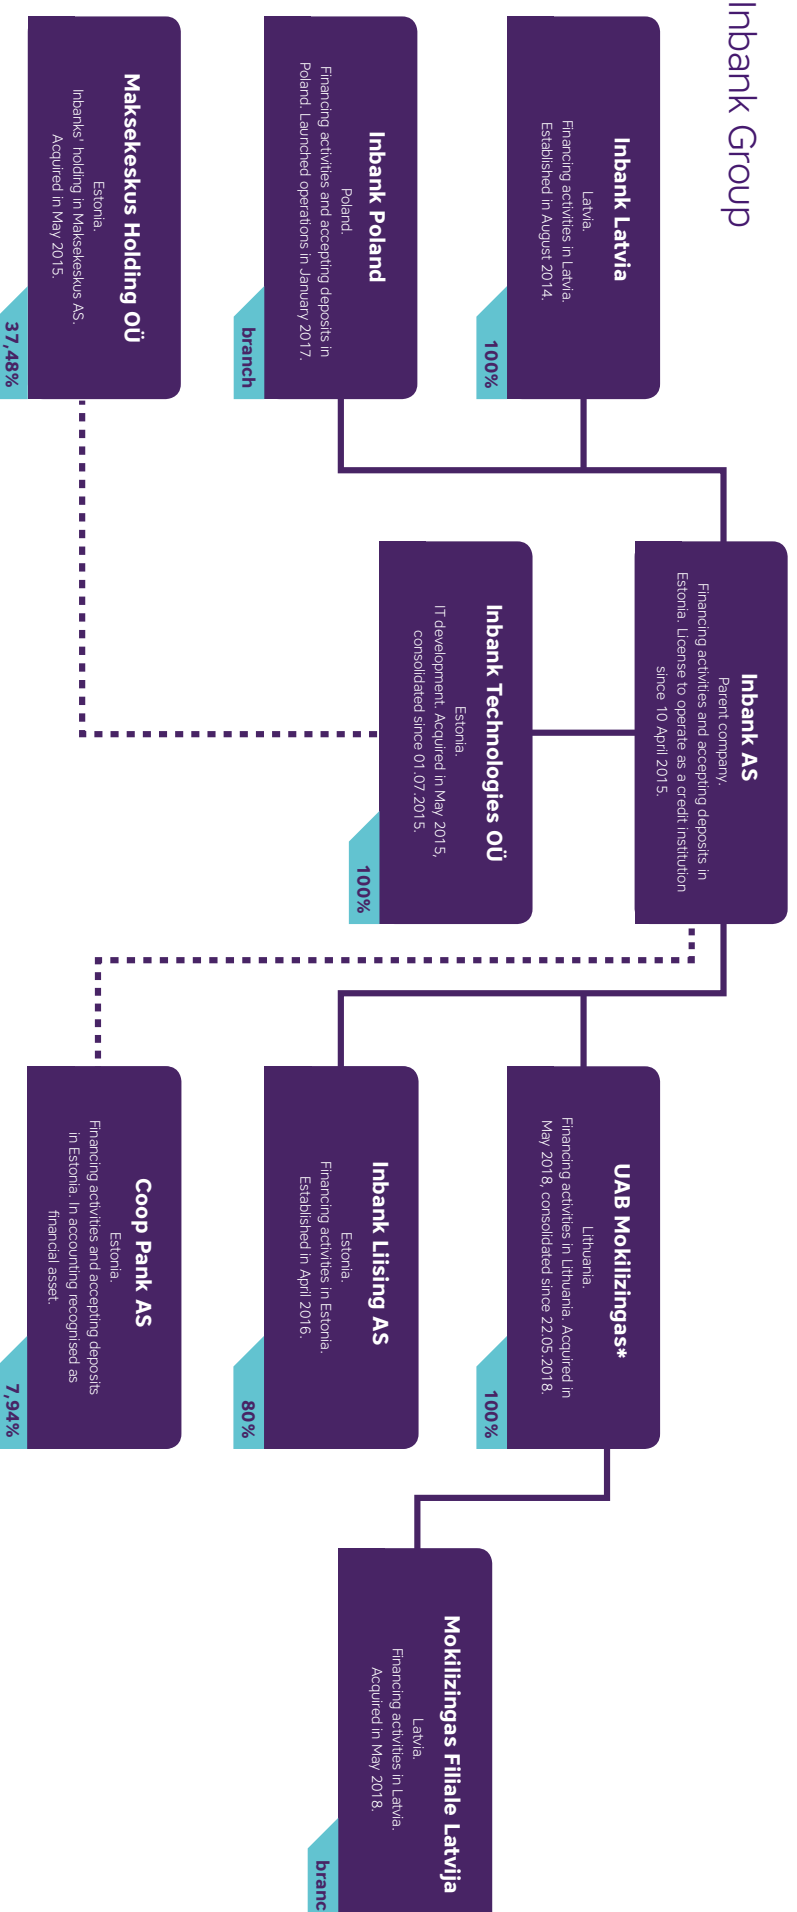 Inbank Group
Inbank AS
Parent company.
Financing activities and accepting deposits in
Estonia. License to operate as a credit institution
since 10 April 2015.
Inbank Latvia
Latvia.
Financing activities in Latvia.
Established in August 2014.
100%
UAB Mokilizingas*
Lithuania.
Financing activities in Lithuania. Acquired in
May 2018, consolidated since 22.05.2018.
100%
Inbank Technologies OÜ
Estonia.
IT development. Acquired in May 2015,
consolidated since 01.07.2015.
100%
Mokilizingas Filiale Latvija
Latvia.
Financing activities in Latvia.
Acquired in May 2018.
branc
Inbank Poland
Poland.
Financing activities and accepting deposits in
Poland. Launched operations in January 2017.
branch
Inbank Liising AS
Estonia.
Financing activities in Estonia.
Established in April 2016.
80%
Maksekeskus Holding OÜ
Estonia.
Inbanks' holding in Maksekeskus AS.
Acquired in May 2015.
37,48%
Coop Pank AS
Estonia.
Financing activities and accepting deposits
in Estonia. In accounting recognised as
financial asset.
7,94%